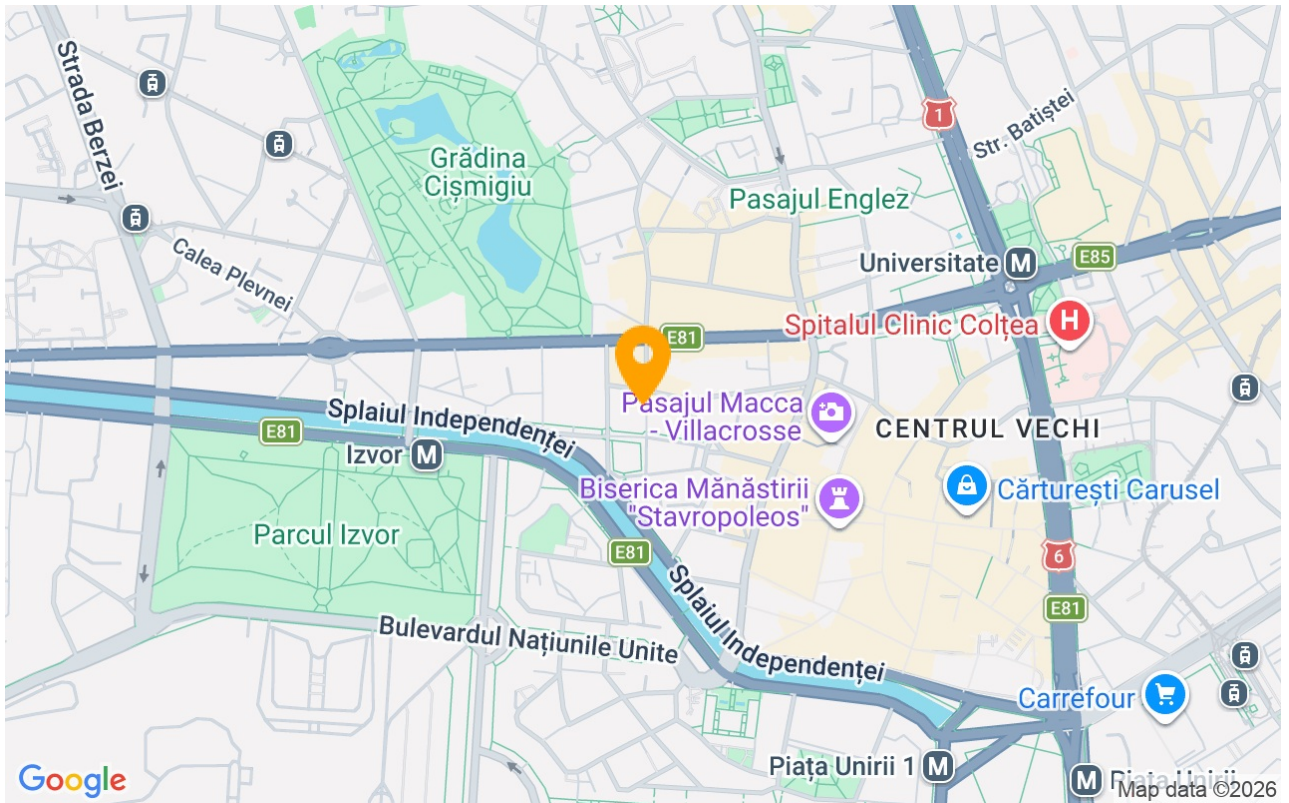 Strada Berzei
Grădina
Cișmigiu
1
Str. Batiștei
Pasajul Englez
Calea Plevnei
Universitate M
E85
E81
Spitalul Clinic Colțea H
Splaiul Independenței
Pasajul Macca
- Villacrosse
CENTRUL VECHI
E81
Izvor M
Biserica Mănăstirii
"Stavropoleos"
Cărturești Carusel
Parcul Izvor
E81
6
Splaiul Independenței
E81
Bulevardul Națiunile Unite
Carrefour
Piața Unirii 1 M
M Piața Unirii
Google
Map data ©2026